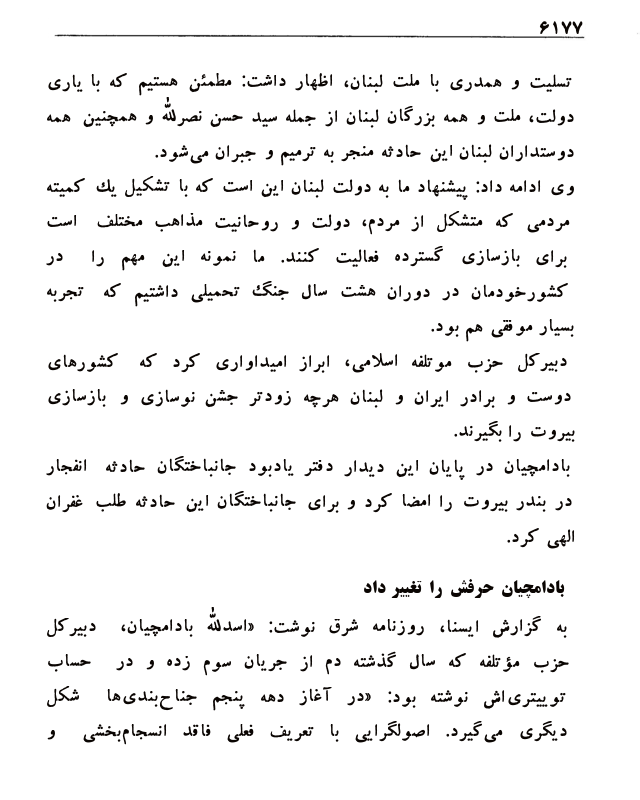 ۶۱۷۷
تسلیت و همدری با ملت لبنان، اظهار داشت: مطمئن هستیم که با یاری
دولت، ملت و همه بزرگان لبنان از جمله سید حسن نصرالله و همچنین همه
دوستداران لبنان این حادثه منجر به ترمیم و جبران می‌شود.
وی ادامه داد: پیشنهاد ما به دولت لبنان این است که با تشکیل یك کمیته
مردمی که متشکل از مردم، دولت و روحانیت مذاهب مختلف است
برای بازسازی گسترده فعالیت کنند. ما نمونه این مهم را در
کشورخودمان در دوران هشت سال جنگ تحمیلی داشتیم که تجربه
بسیار موفقی هم بود.
دبیرکل حزب موتلفه اسلامی، ابراز امیداواری کرد که کشورهای
دوست و برادر ایران و لبنان هرچه زودتر جشن نوسازی و بازسازی
بیروت را بگیرند.
بادامچیان در پایان این دیدار دفتر یادبود جانباختگان حادثه انفجار
در بندر بیروت را امضا کرد و برای جانباختگان این حادثه طلب غفران
الهی کرد.
بادامچیان حرفش را تغییر داد
به گزارش ایسنا، روزنامه شرق نوشت: «اسدالله بادامچیان، دبیرکل
حزب مؤتلفه که سال گذشته دم از جریان سوم زده و در حساب
توییتری‌اش نوشته بود: «در آغاز دهه پنجم جناح‌بندی‌ها شکل
دیگری می‌گیرد. اصولگرایی با تعریف فعلی فاقد انسجام‌بخشی و